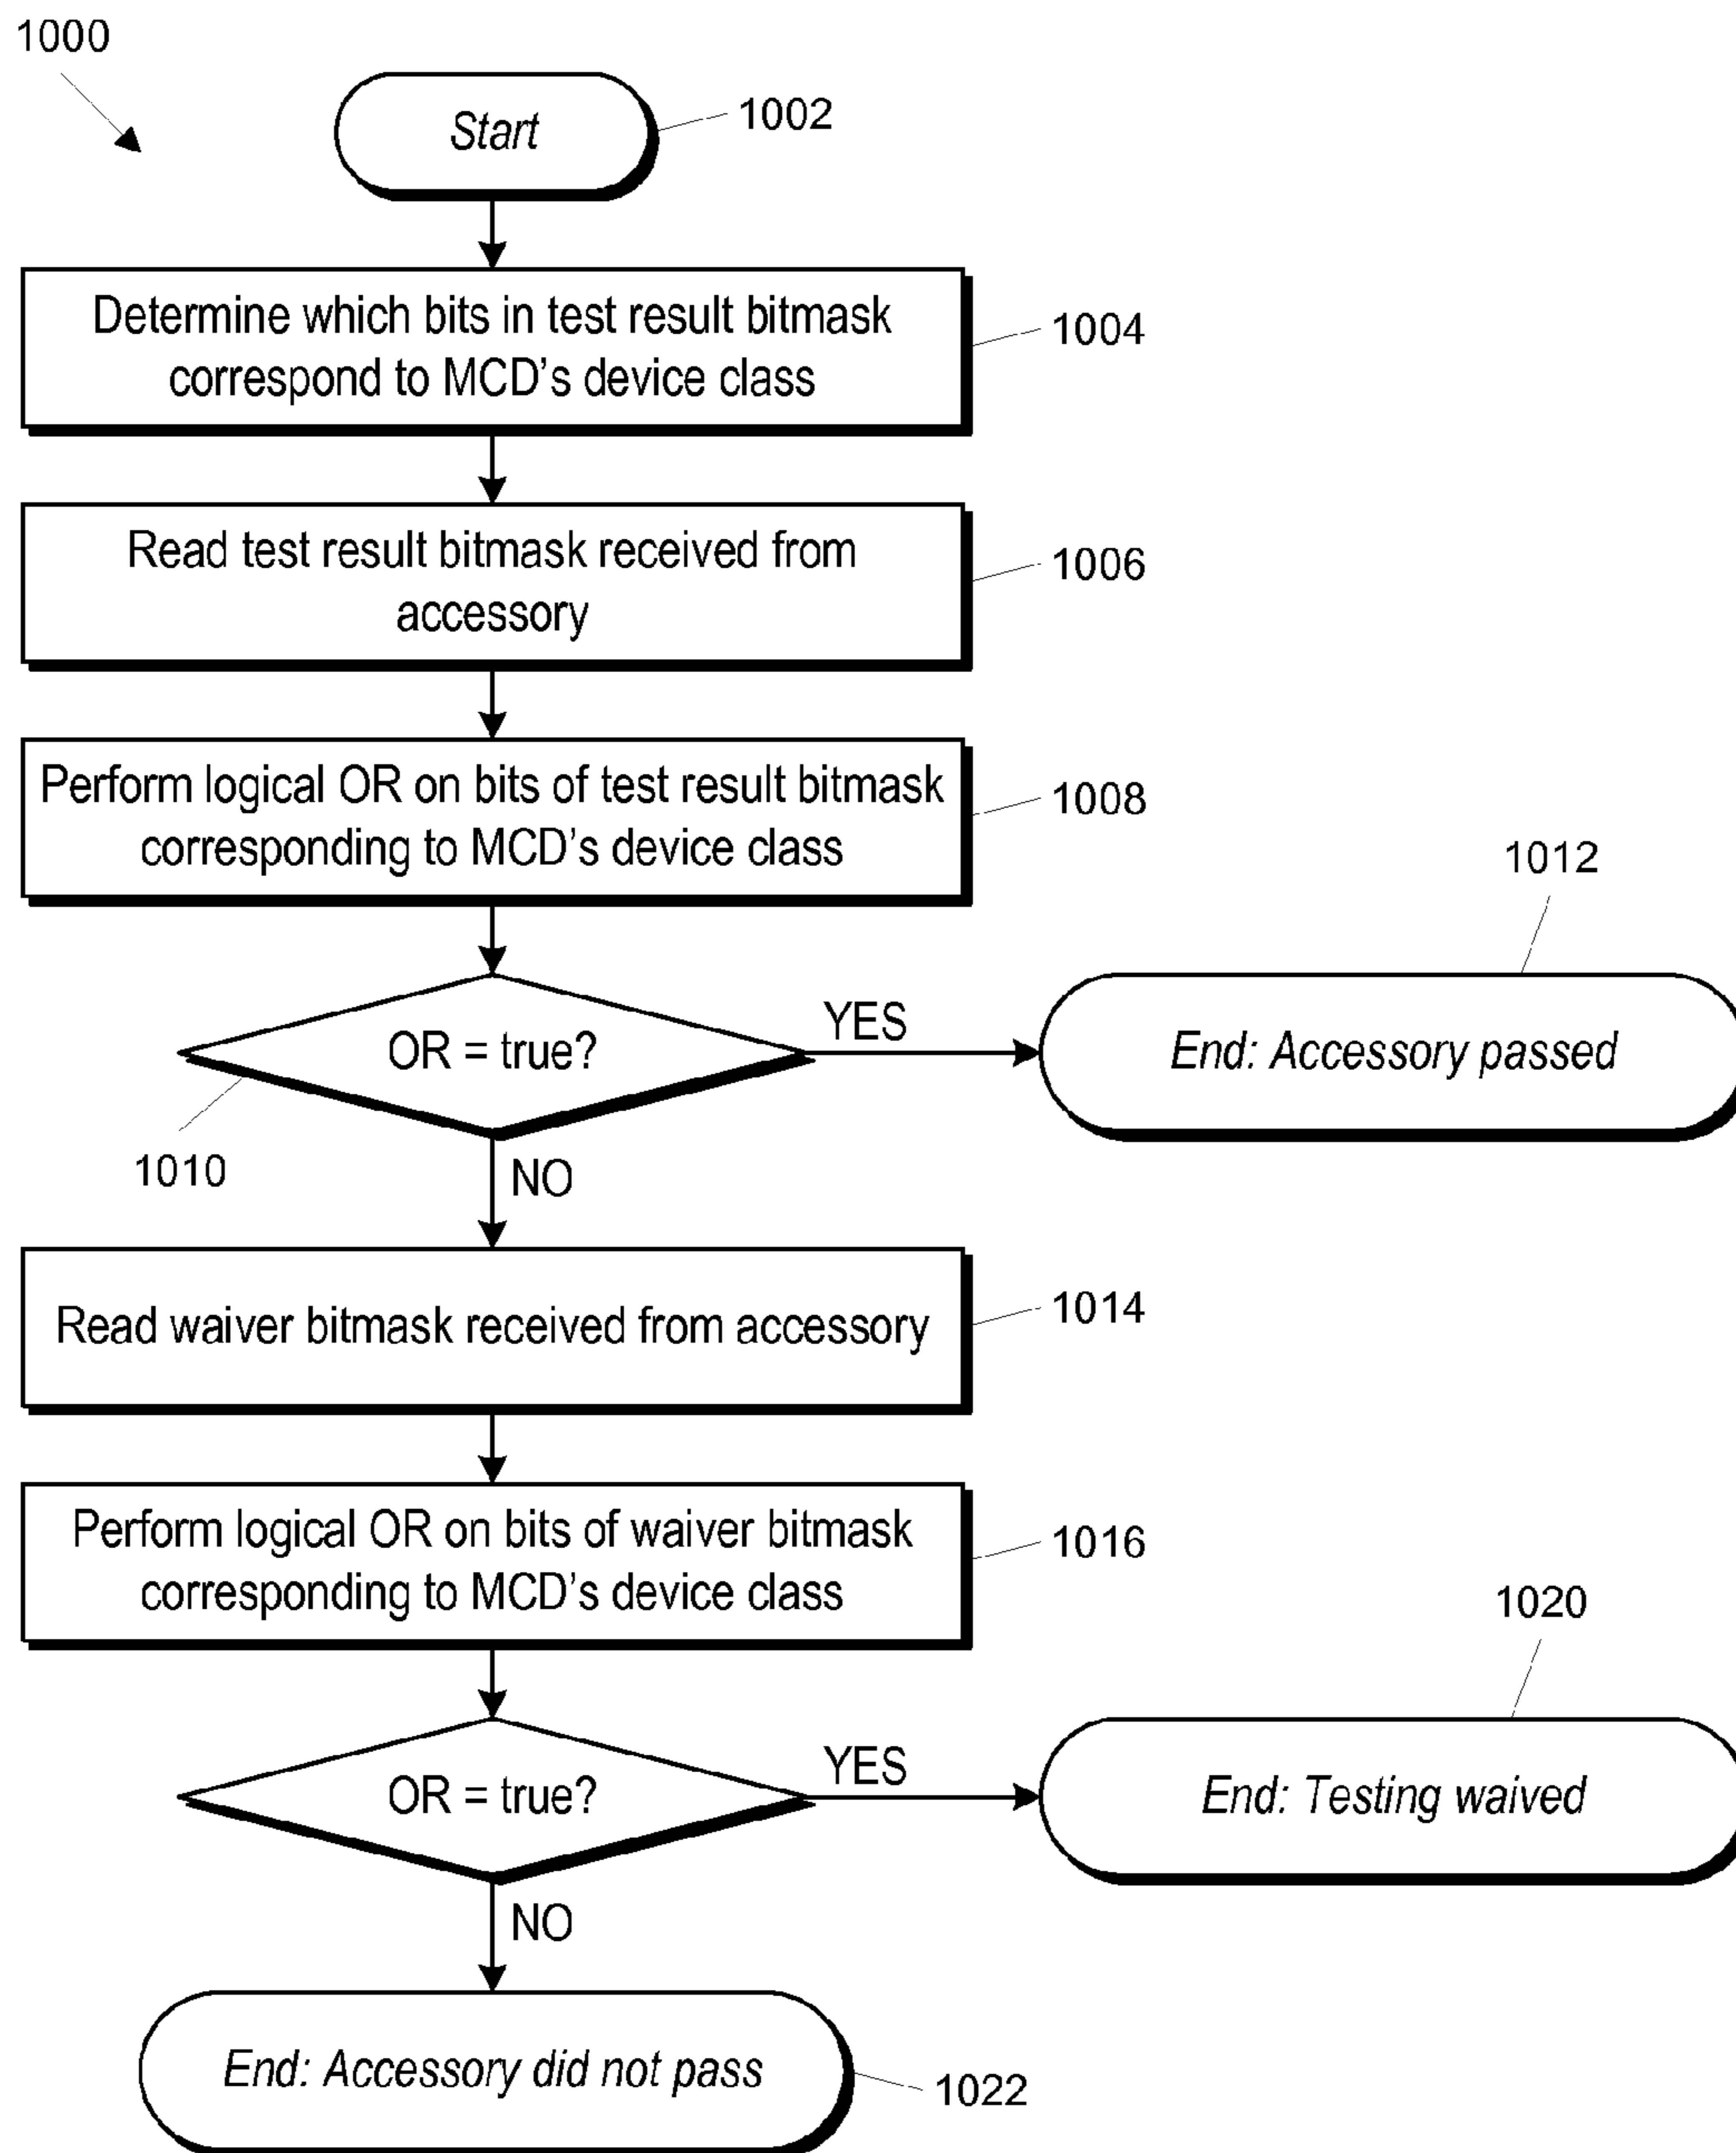 1000
Start
1002
Determine which bits in test result bitmask
correspond to MCD's device class
1004
Read test result bitmask received from
accessory
1006
Perform logical OR on bits of test result bitmask
corresponding to MCD's device class
1008
1012
OR = true?
YES
End: Accessory passed
1010
NO
Read waiver bitmask received from accessory
1014
Perform logical OR on bits of waiver bitmask
corresponding to MCD's device class
1016
1020
OR = true?
YES
End: Testing waived
NO
End: Accessory did not pass
1022